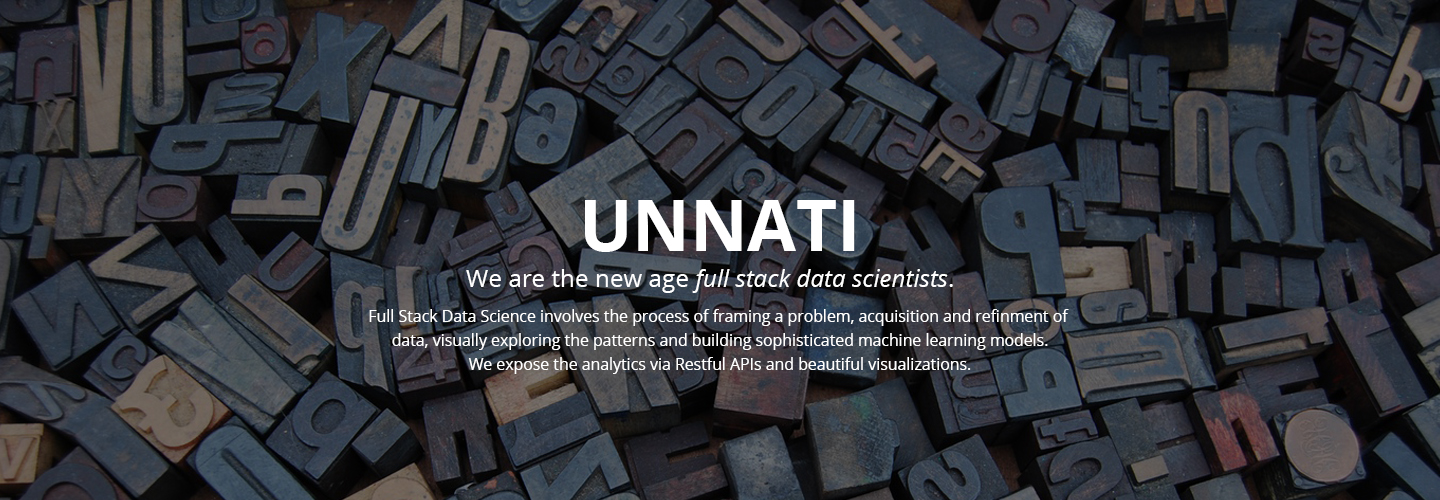 UNNATI
We are the new age full stack data scientists.
Full Stack Data Science involves the process of framing a problem, acquisition and refinment of
data, visually exploring the patterns and building sophisticated machine learning models.
We expose the analytics via Restful APIs and beautiful visualizations.